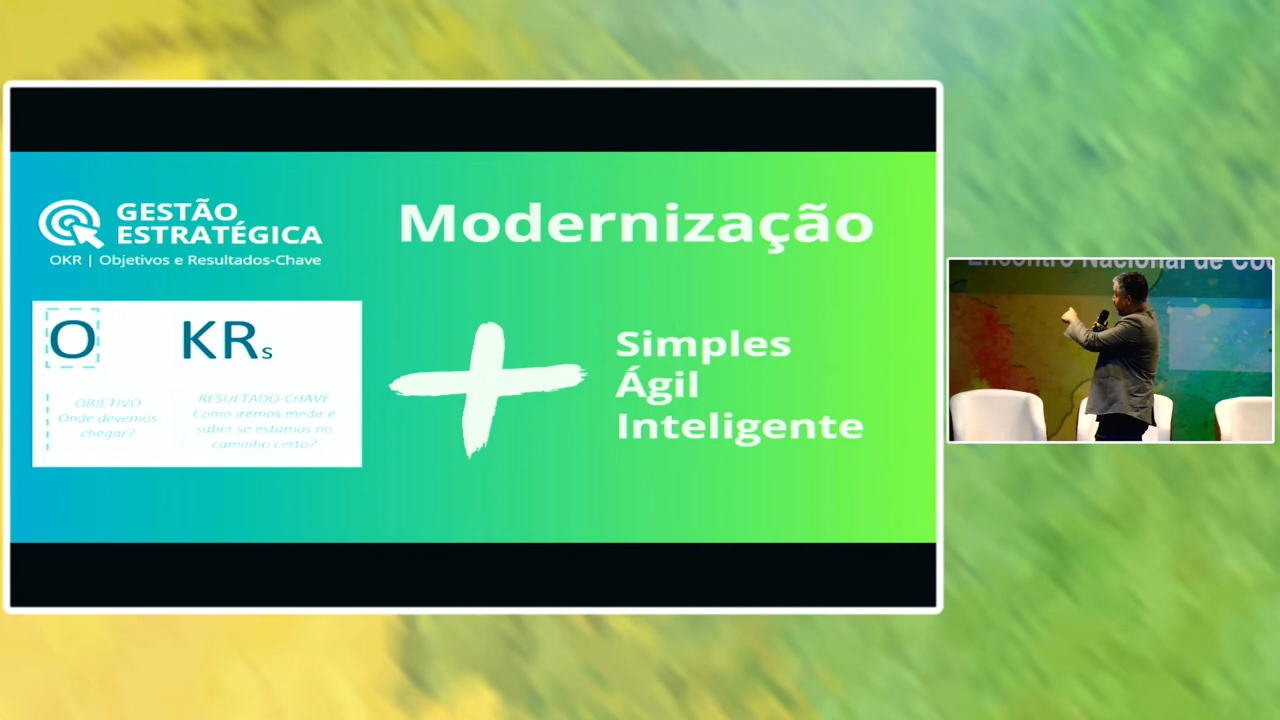 GESTÃO
ESTRATÉGICA
OKR | Objetivos e Resultados-Chave
Modernização
O KRs
OBJETIVO
Onde devemos
chegar?
RESULTADO-CHAVE
Como iremos medir e
saber se estamos no
caminho certo?
Simples
Ágil
Inteligente
Encontro Nacional de